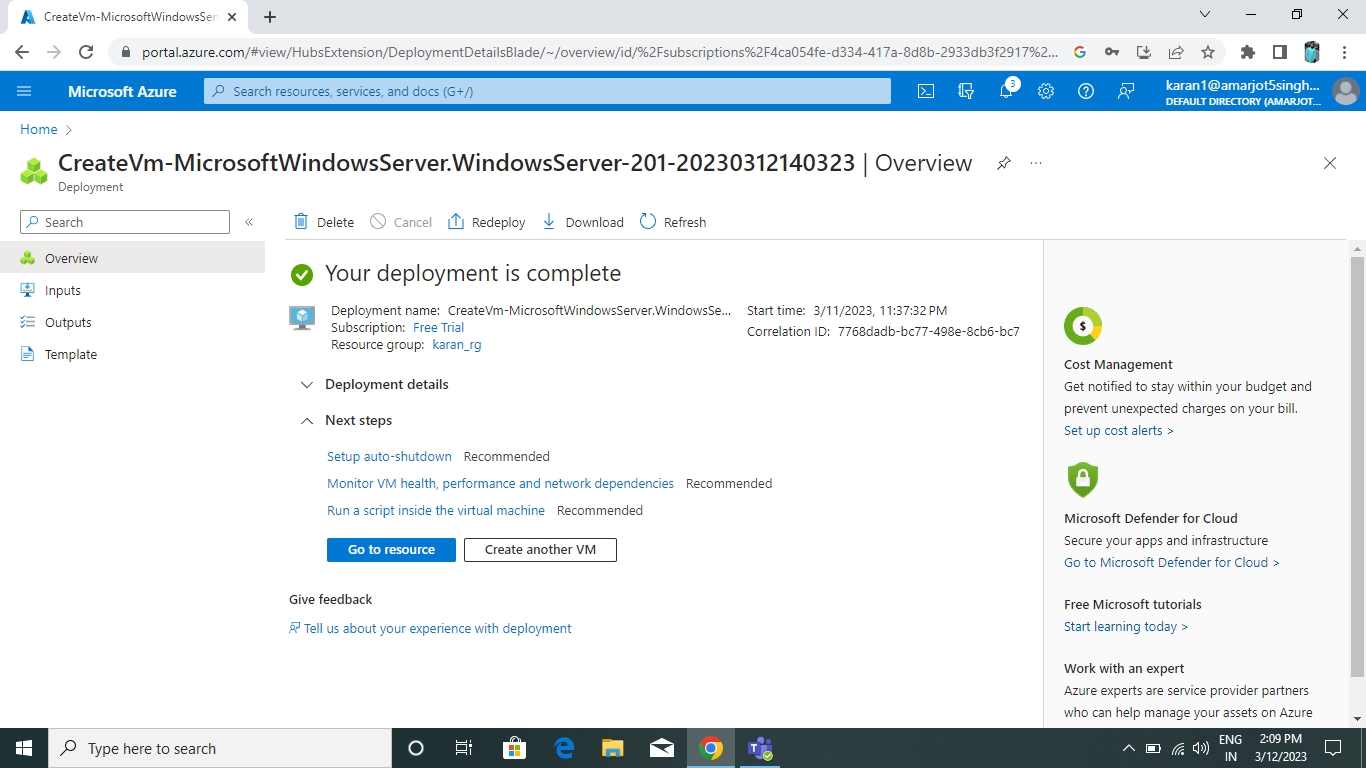 CreateVm-MicrosoftWindowsSer
portal.azure.com/#view/HubsExtension/DeploymentDetailsBlade/~/overview/id/%2Fsubscriptions%2F4ca054fe-d334-417a-8d8b-2933db3f2917%2...
Microsoft Azure
Search resources, services, and docs (G+/)
3
karan1@amarjot5singh...
DEFAULT DIRECTORY (AMARJOT...
Home
CreateVm-MicrosoftWindowsServer.WindowsServer-201-20230312140323 | Overview
Deployment
Search
«
Delete
Cancel
Redeploy
Download
Refresh
Overview
Inputs
Outputs
Template
Your deployment is complete
Deployment name: CreateVm-MicrosoftWindowsServer.WindowsSe...
Subscription: Free Trial
Resource group: karan_rg
Start time: 3/11/2023, 11:37:32 PM
Correlation ID: 7768dadb-bc77-498e-8cb6-bc7
Deployment details
Next steps
Setup auto-shutdown Recommended
Monitor VM health, performance and network dependencies Recommended
Run a script inside the virtual machine Recommended
Go to resource
Create another VM
Give feedback
Tell us about your experience with deployment
$
Cost Management
Get notified to stay within your budget and
prevent unexpected charges on your bill.
Set up cost alerts >
Microsoft Defender for Cloud
Secure your apps and infrastructure
Go to Microsoft Defender for Cloud >
Free Microsoft tutorials
Start learning today >
Work with an expert
Azure experts are service provider partners
who can help manage your assets on Azure
Type here to search
ENG
IN
2:09 PM
3/12/2023